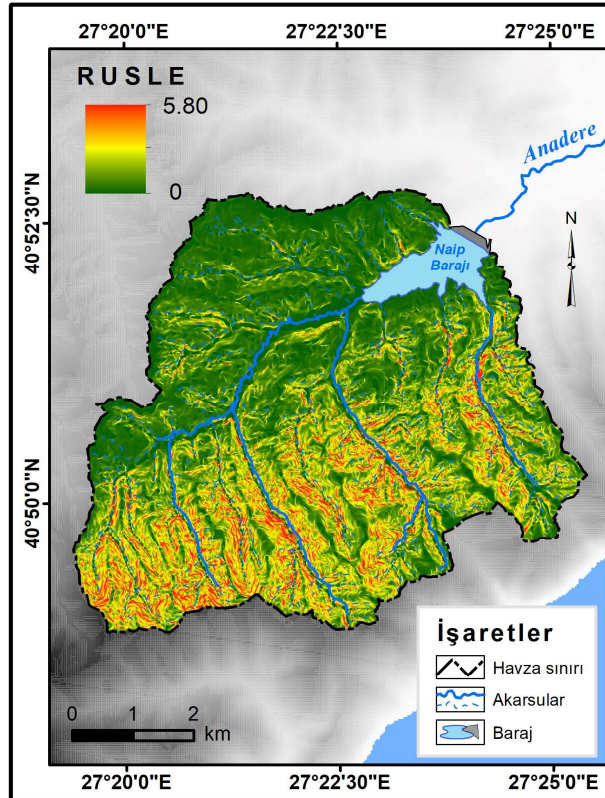 27°20'0"E 27°22'30"E 27°25'0"E
RUSLE
5.80
0
Anadere
40°52'30"N
N
Naip
Barajı
40°50'0"N
İşaretler
Havza sınırı
Akarsular
Baraj
0 1 2
km
27°20'0"E 27°22'30"E 27°25'0"E